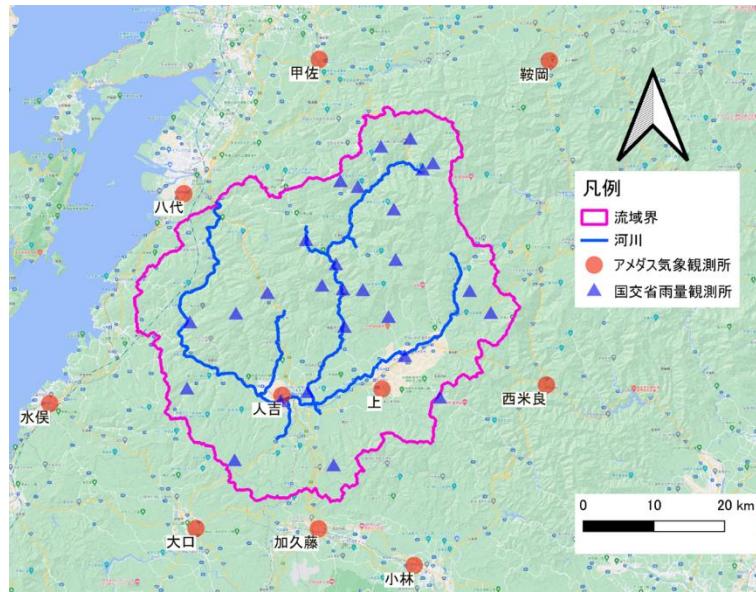 甲佐
鞍岡
八代
凡例
流域界
河川
アメダス気象観測所
国交省雨量観測所
人吉
上
西米良
水俣
0 10 20 km
大口
加久藤
小林